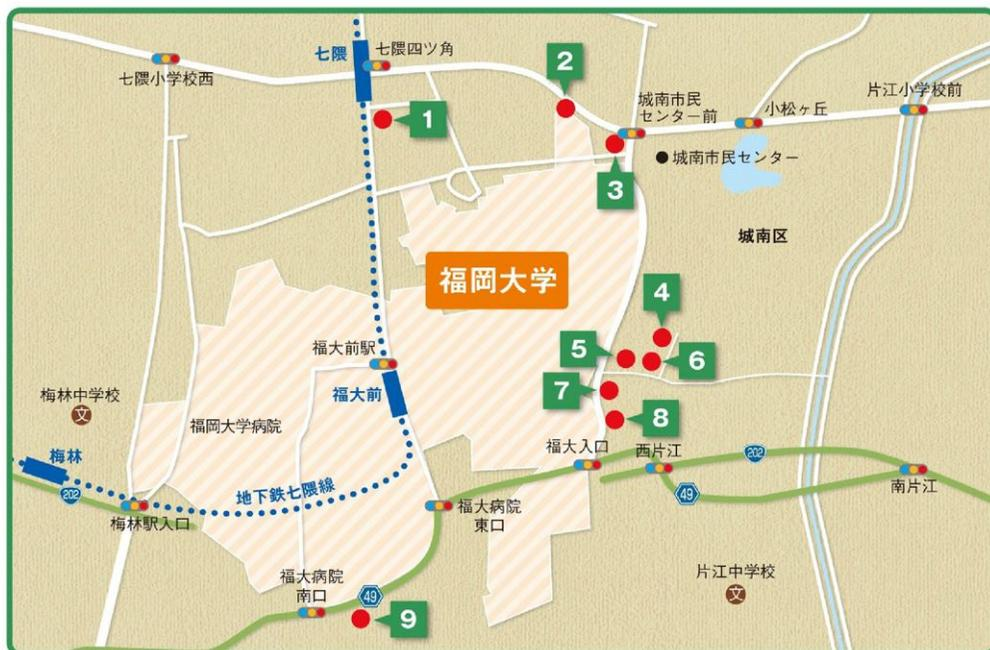 七隈
七隈四ツ角
2
七隈小学校西
1
城南市民
センター前
小松ヶ丘
片江小学校前
城南市民センター
3
城南区
福岡大学
4
福大前駅
5
6
梅林中学校
文
福大前
7
福岡大学病院
8
福大入口
西片江
202
梅林
202
地下鉄七隈線
49
南片江
梅林駅入口
福大病院
東口
福大病院
南口
49
片江中学校
文
9